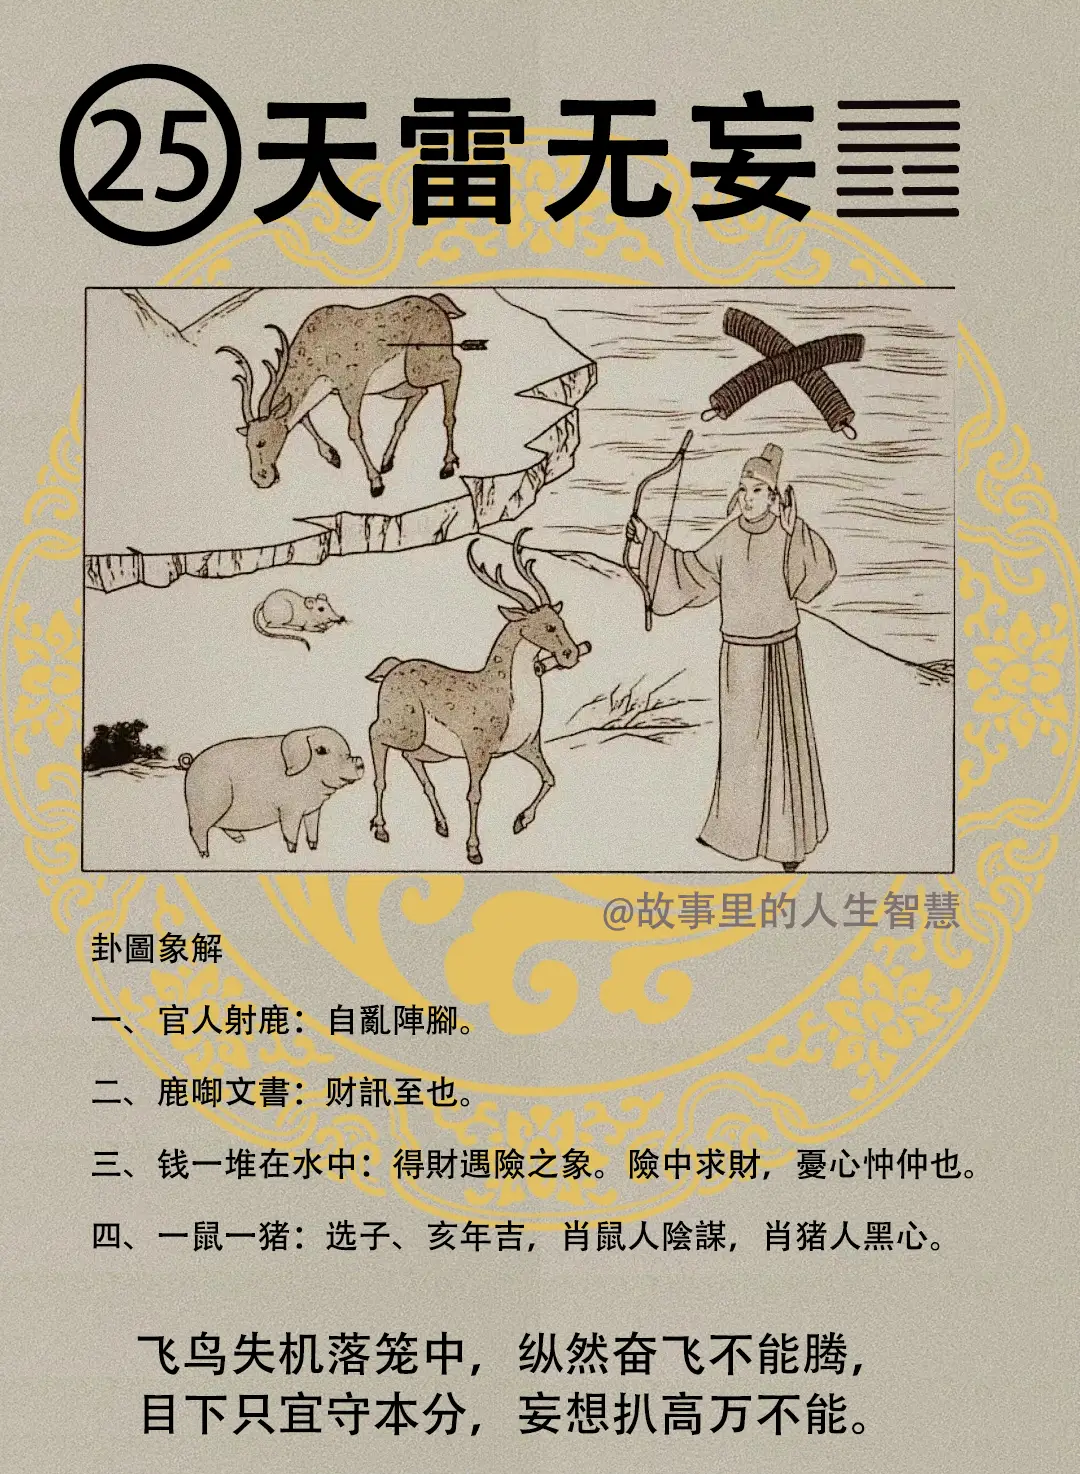 25 天雷无妄
@故事里的人生智慧
卦圖象解
一、官人射鹿：自亂陣腳。
二、鹿啣文書：财訊至也。
三、钱一堆在水中：得財遇險之象。險中求財，憂心忡仲也。
四、一鼠一猪：选子、亥年吉，肖鼠人陰謀，肖猪人黑心。
飞鸟失机落笼中，纵然奋飞不能腾，
目下只宜守本分，妄想扒高万不能。